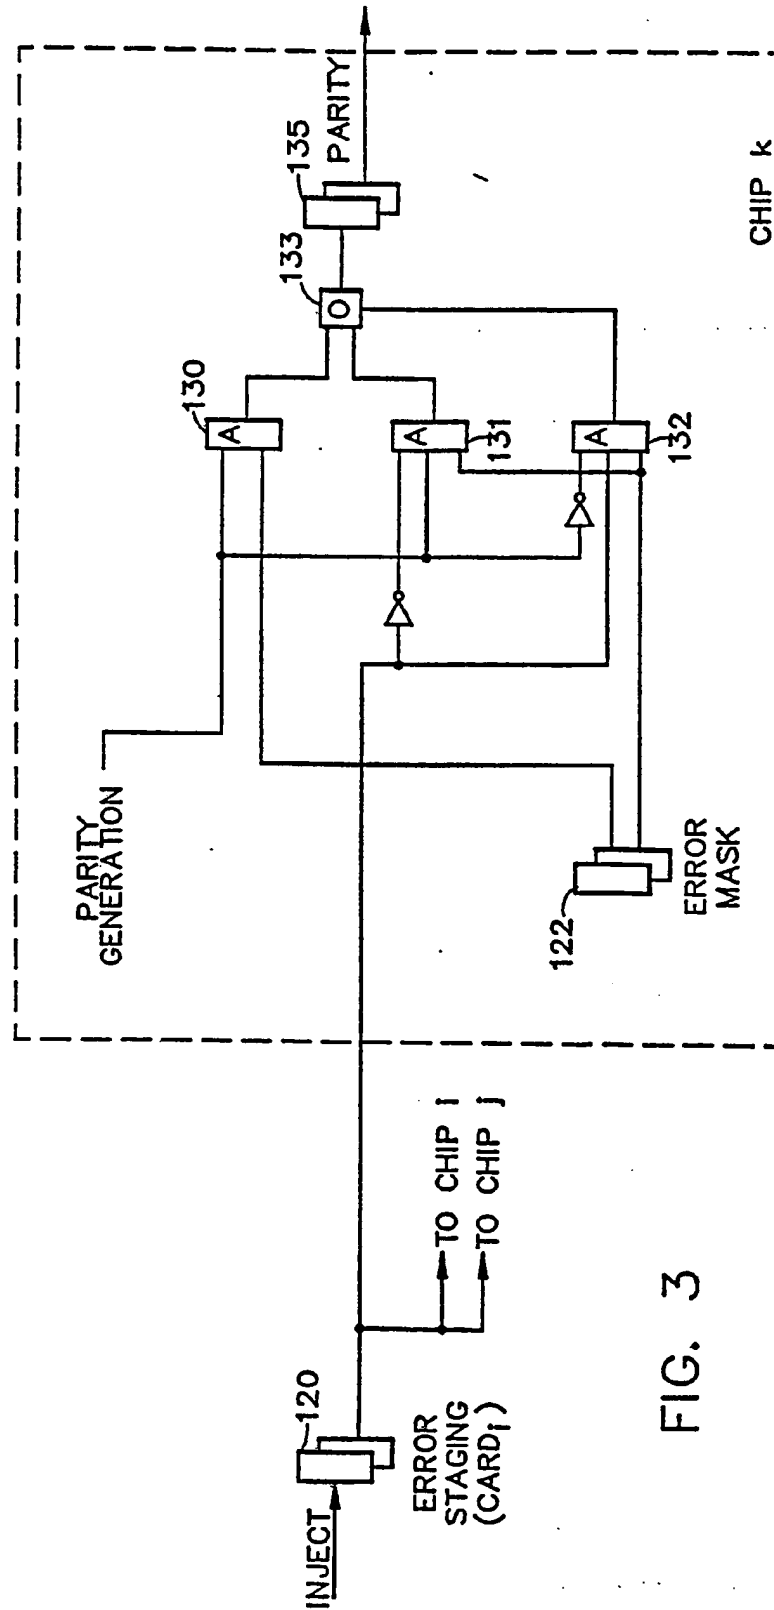 INJECT
120
ERROR
STAGING
(CARDj)
TO CHIP i
TO CHIP j
PARITY
GENERATION
122
ERROR
MASK
130
A
131
A
132
A
133
O
135
PARITY
CHIP k
FIG. 3